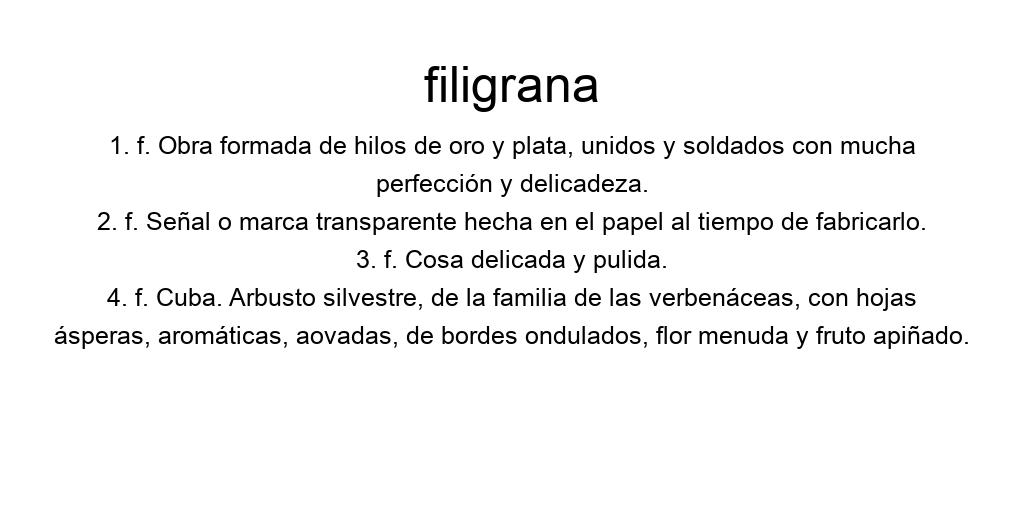 filigrana
1. f. Obra formada de hilos de oro y plata, unidos y soldados con mucha
perfección y delicadeza.
2. f. Señal o marca transparente hecha en el papel al tiempo de fabricarlo.
3. f. Cosa delicada y pulida.
4. f. Cuba. Arbusto silvestre, de la familia de las verbenáceas, con hojas
ásperas, aromáticas, aovadas, de bordes ondulados, flor menuda y fruto apiñado.